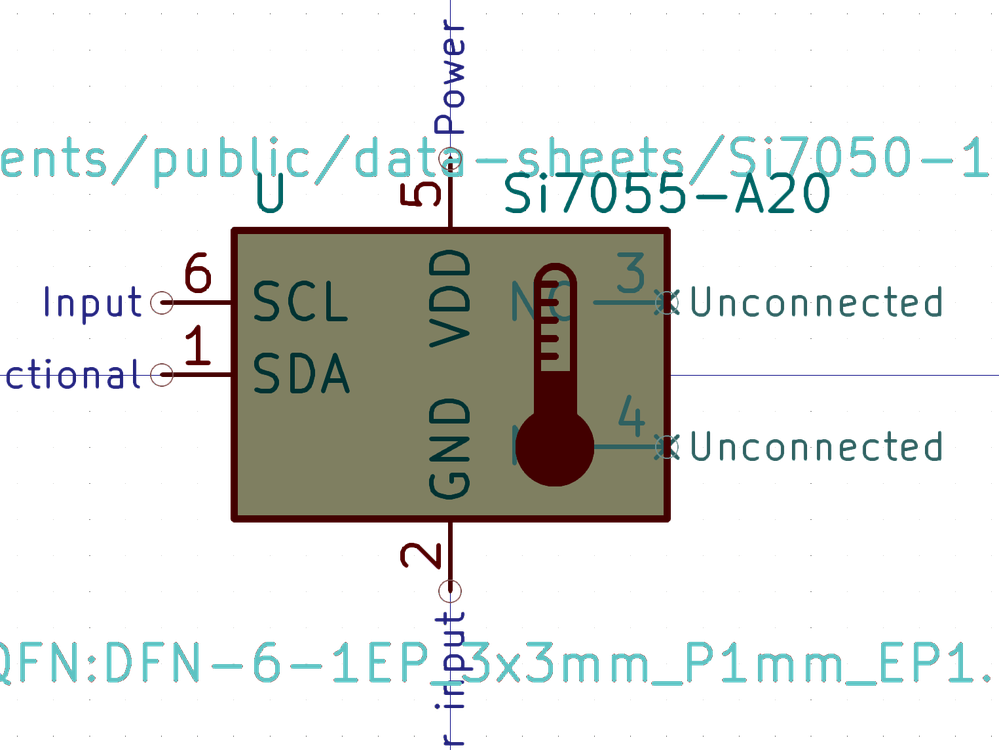 Power
ents/public/data-sheets/Si7050-1
U
Si7055-A20
5
6
Input
SCL
VDD
NC
3
Unconnected
1
ctional
SDA
GND
4
Unconnected
2
r input
QFN:DFN-6-1EP_3x3mm_P1mm_EP1.